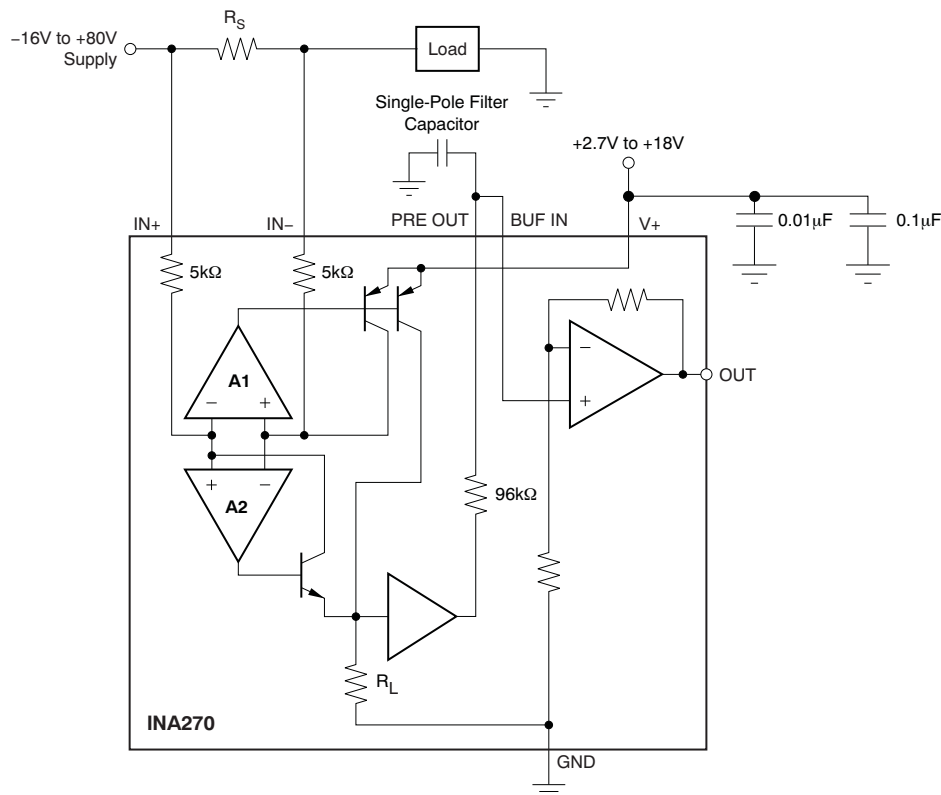 R_S
−16V to +80V
Supply
Load
Single-Pole Filter
Capacitor
+2.7V to +18V
0.01μF
0.1μF
IN+
IN−
PRE OUT
BUF IN
V+
5kΩ
5kΩ
A1
−
+
−
+
OUT
+
−
A2
96kΩ
R_L
INA270
GND